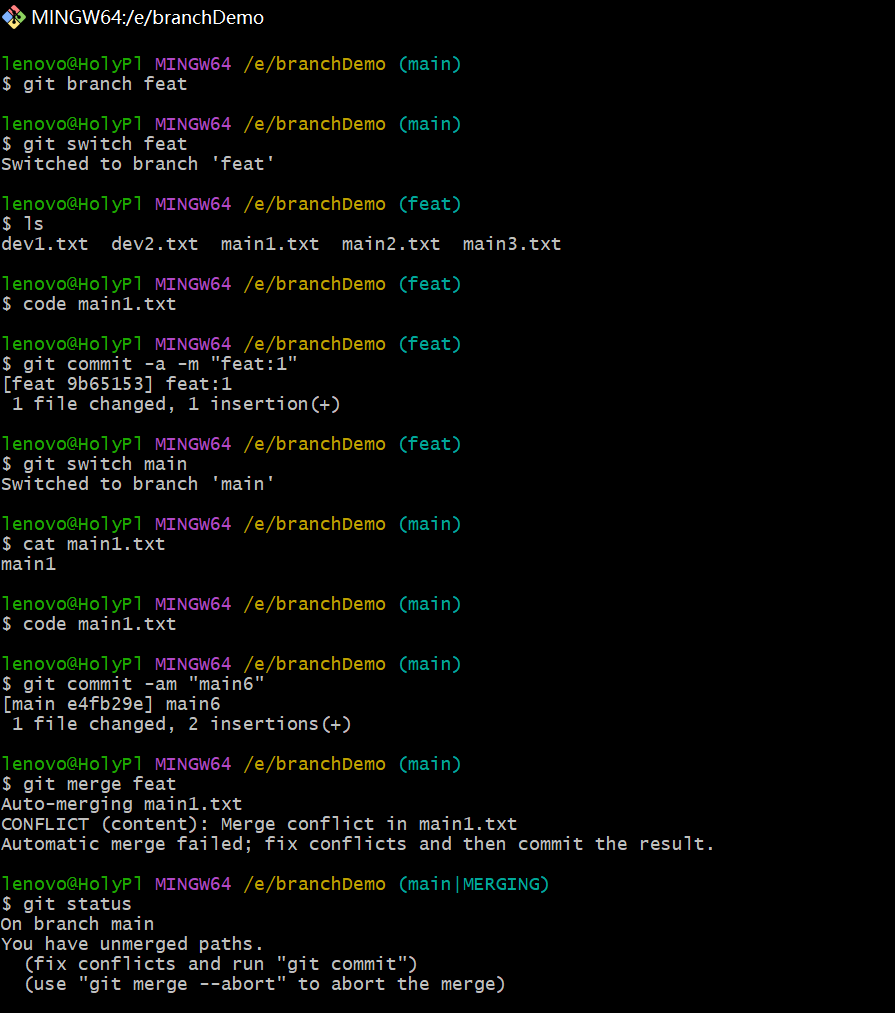 MINGW64:/e/branchDemo
lenovo@HolyPl MINGW64 /e/branchDemo (main)
$ git branch feat
lenovo@HolyPl MINGW64 /e/branchDemo (main)
$ git switch feat
Switched to branch 'feat'
lenovo@HolyPl MINGW64 /e/branchDemo (feat)
$ ls
dev1.txt  dev2.txt  main1.txt  main2.txt  main3.txt
lenovo@HolyPl MINGW64 /e/branchDemo (feat)
$ code main1.txt
lenovo@HolyPl MINGW64 /e/branchDemo (feat)
$ git commit -a -m "feat:1"
[feat 9b65153] feat:1
 1 file changed, 1 insertion(+)
lenovo@HolyPl MINGW64 /e/branchDemo (feat)
$ git switch main
Switched to branch 'main'
lenovo@HolyPl MINGW64 /e/branchDemo (main)
$ cat main1.txt
main1
lenovo@HolyPl MINGW64 /e/branchDemo (main)
$ code main1.txt
lenovo@HolyPl MINGW64 /e/branchDemo (main)
$ git commit -am "main6"
[main e4fb29e] main6
 1 file changed, 2 insertions(+)
lenovo@HolyPl MINGW64 /e/branchDemo (main)
$ git merge feat
Auto-merging main1.txt
CONFLICT (content): Merge conflict in main1.txt
Automatic merge failed; fix conflicts and then commit the result.
lenovo@HolyPl MINGW64 /e/branchDemo (main|MERGING)
$ git status
On branch main
You have unmerged paths.
  (fix conflicts and run "git commit")
  (use "git merge --abort" to abort the merge)